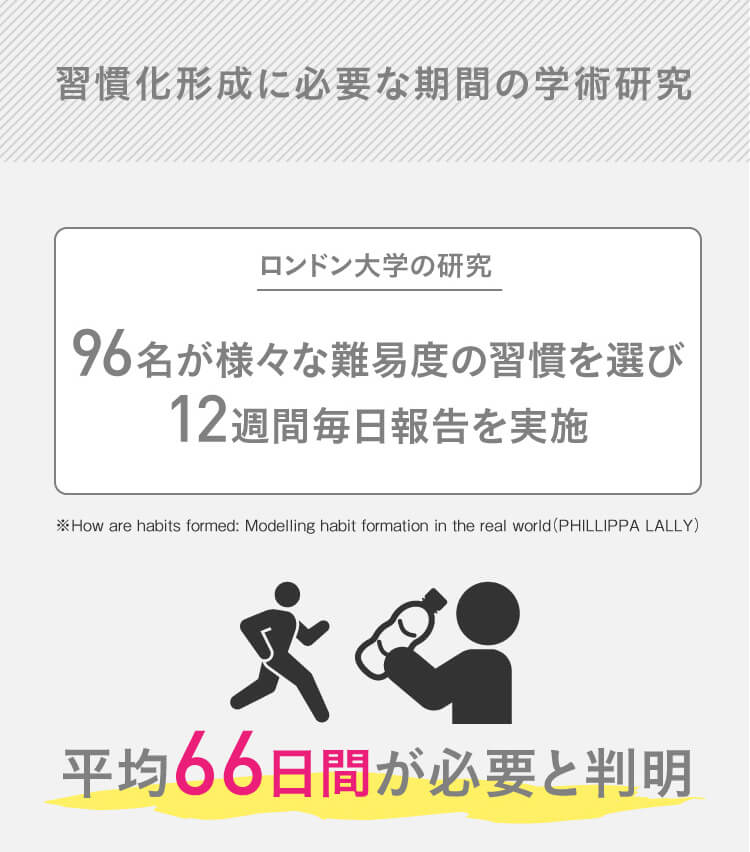 習慣化形成に必要な期間の学術研究
ロンドン大学の研究
96名が様々な難易度の習慣を選び
12週間毎日報告を実施
※How are habits formed: Modelling habit formation in the real world（PHILLIPPA LALLY）
平均66日間が必要と判明